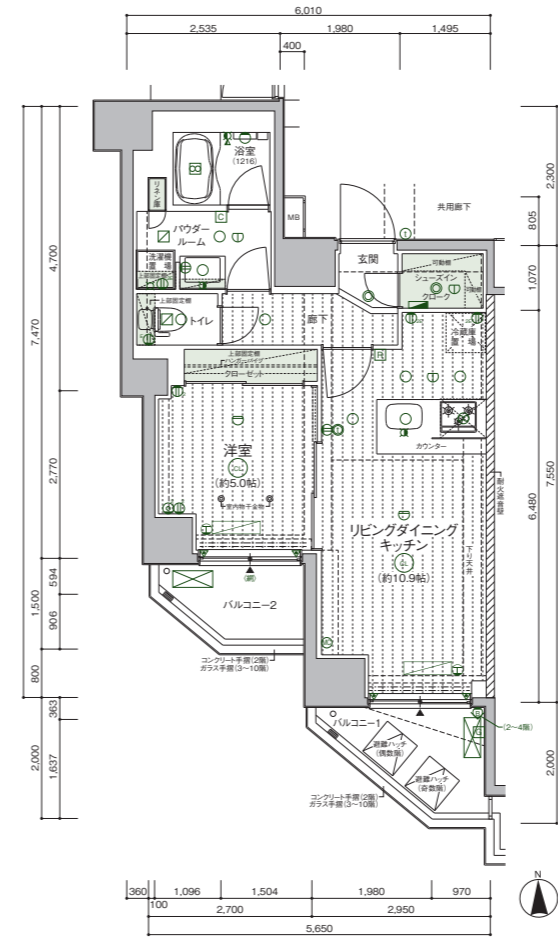 6,010
2,535
1,980
1,495
400
浴室
(1216)
リネン庫
パウダー
ルーム
洗濯機
置場
上部固定棚
上部固定棚
トイレ
MB
共用廊下
玄関
可動棚
シューズイン
クローク
可動棚
廊下
冷蔵庫
置場
上部固定棚
ハンガーパイプ
クローゼット
R
カウンター
洋室
CL
(約5.0帖)
室内物干金物
リビングダイニング
キッチン
CL
(約10.9帖)
下り天井
耐火遮音壁
(網)
バルコニー2
コンクリート手摺(2階)
ガラス手摺(3〜10階)
バルコニー1
(2〜4階)
避難ハッチ
(偶数階)
避難ハッチ
(奇数階)
コンクリート手摺(2階)
ガラス手摺(3〜10階)
7,470
4,700
2,770
1,500
594
906
800
363
2,000
1,637
2,300
805
1,070
7,550
6,480
2,000
360
100
1,096
1,504
1,980
970
2,700
2,950
5,650
N